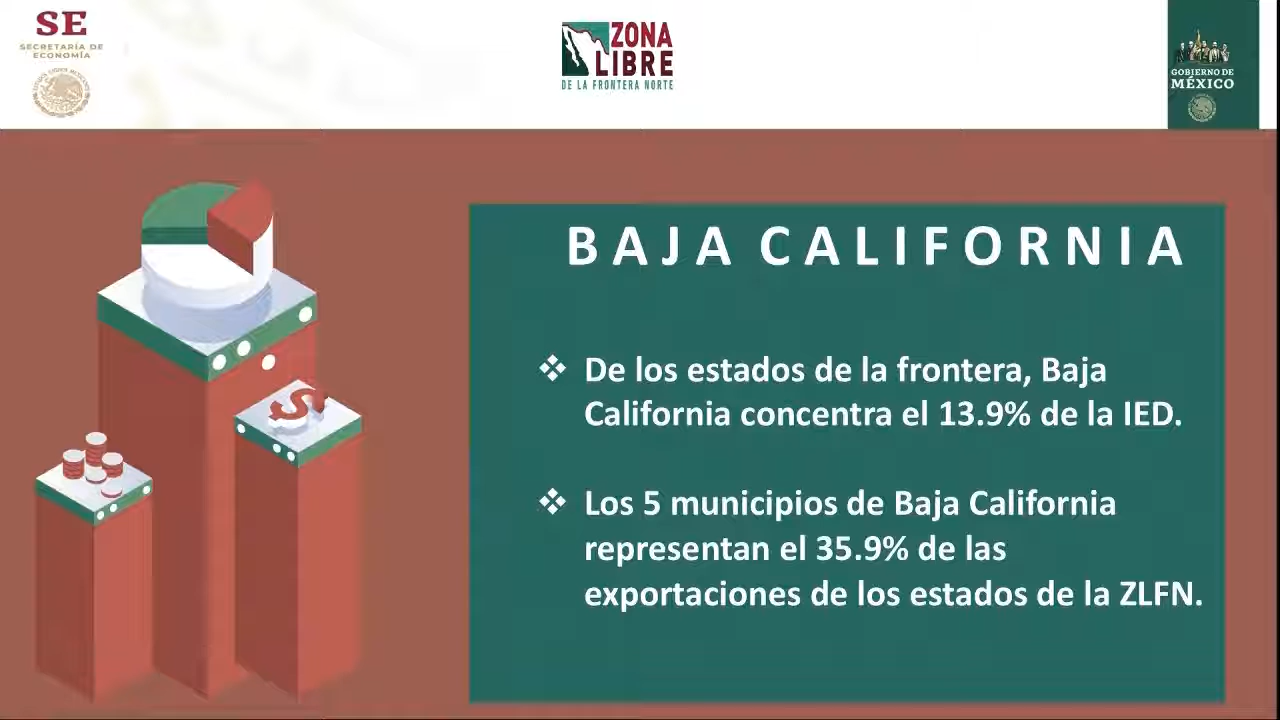 SE
SECRETARÍA DE
ECONOMÍA
ZONA
LIBRE
DE LA FRONTERA NORTE
GOBIERNO DE
MÉXICO
BAJA CALIFORNIA
❖ De los estados de la frontera, Baja
California concentra el 13.9% de la IED.
❖ Los 5 municipios de Baja California
representan el 35.9% de las
exportaciones de los estados de la ZLFN.
$